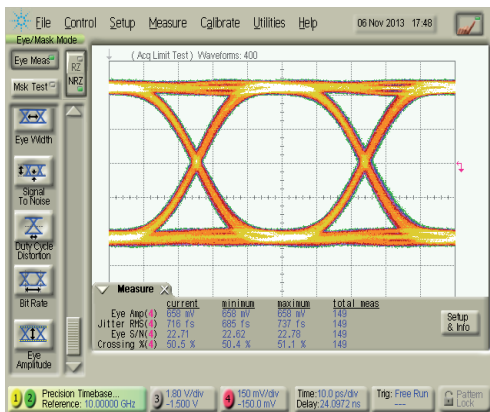 File Control Setup Measure Calibrate Utilities Help 06 Nov 2013 17:48
Eye/Mask Mode
Eye Meas
RZ
NRZ
Msk Test
( Acq Limit Test ) Waveforms: 400
Eye Width
Signal
To Noise
Duty Cycle
Distortion
Bit Rate
Eye
Amplitude
Measure
current minimum maximum total meas
Eye Amp(4) 658 mV 658 mV 658 mV 149
Jitter RMS(4) 716 fs 685 fs 737 fs 149
Eye S/N(4) 22.71 22.62 22.78 149
Crossing %(4) 50.5 % 50.4 % 51.1 % 149
Setup
& Info
1 2 Precision Timebase...
Reference: 10.00000 GHz
3 1.80 V/div
-1.500 V
4 150 mV/div
-150.0 mV
Time:10.0 ps/div
Delay:24.0972 ns
Trig: Free Run
Pattern
Lock